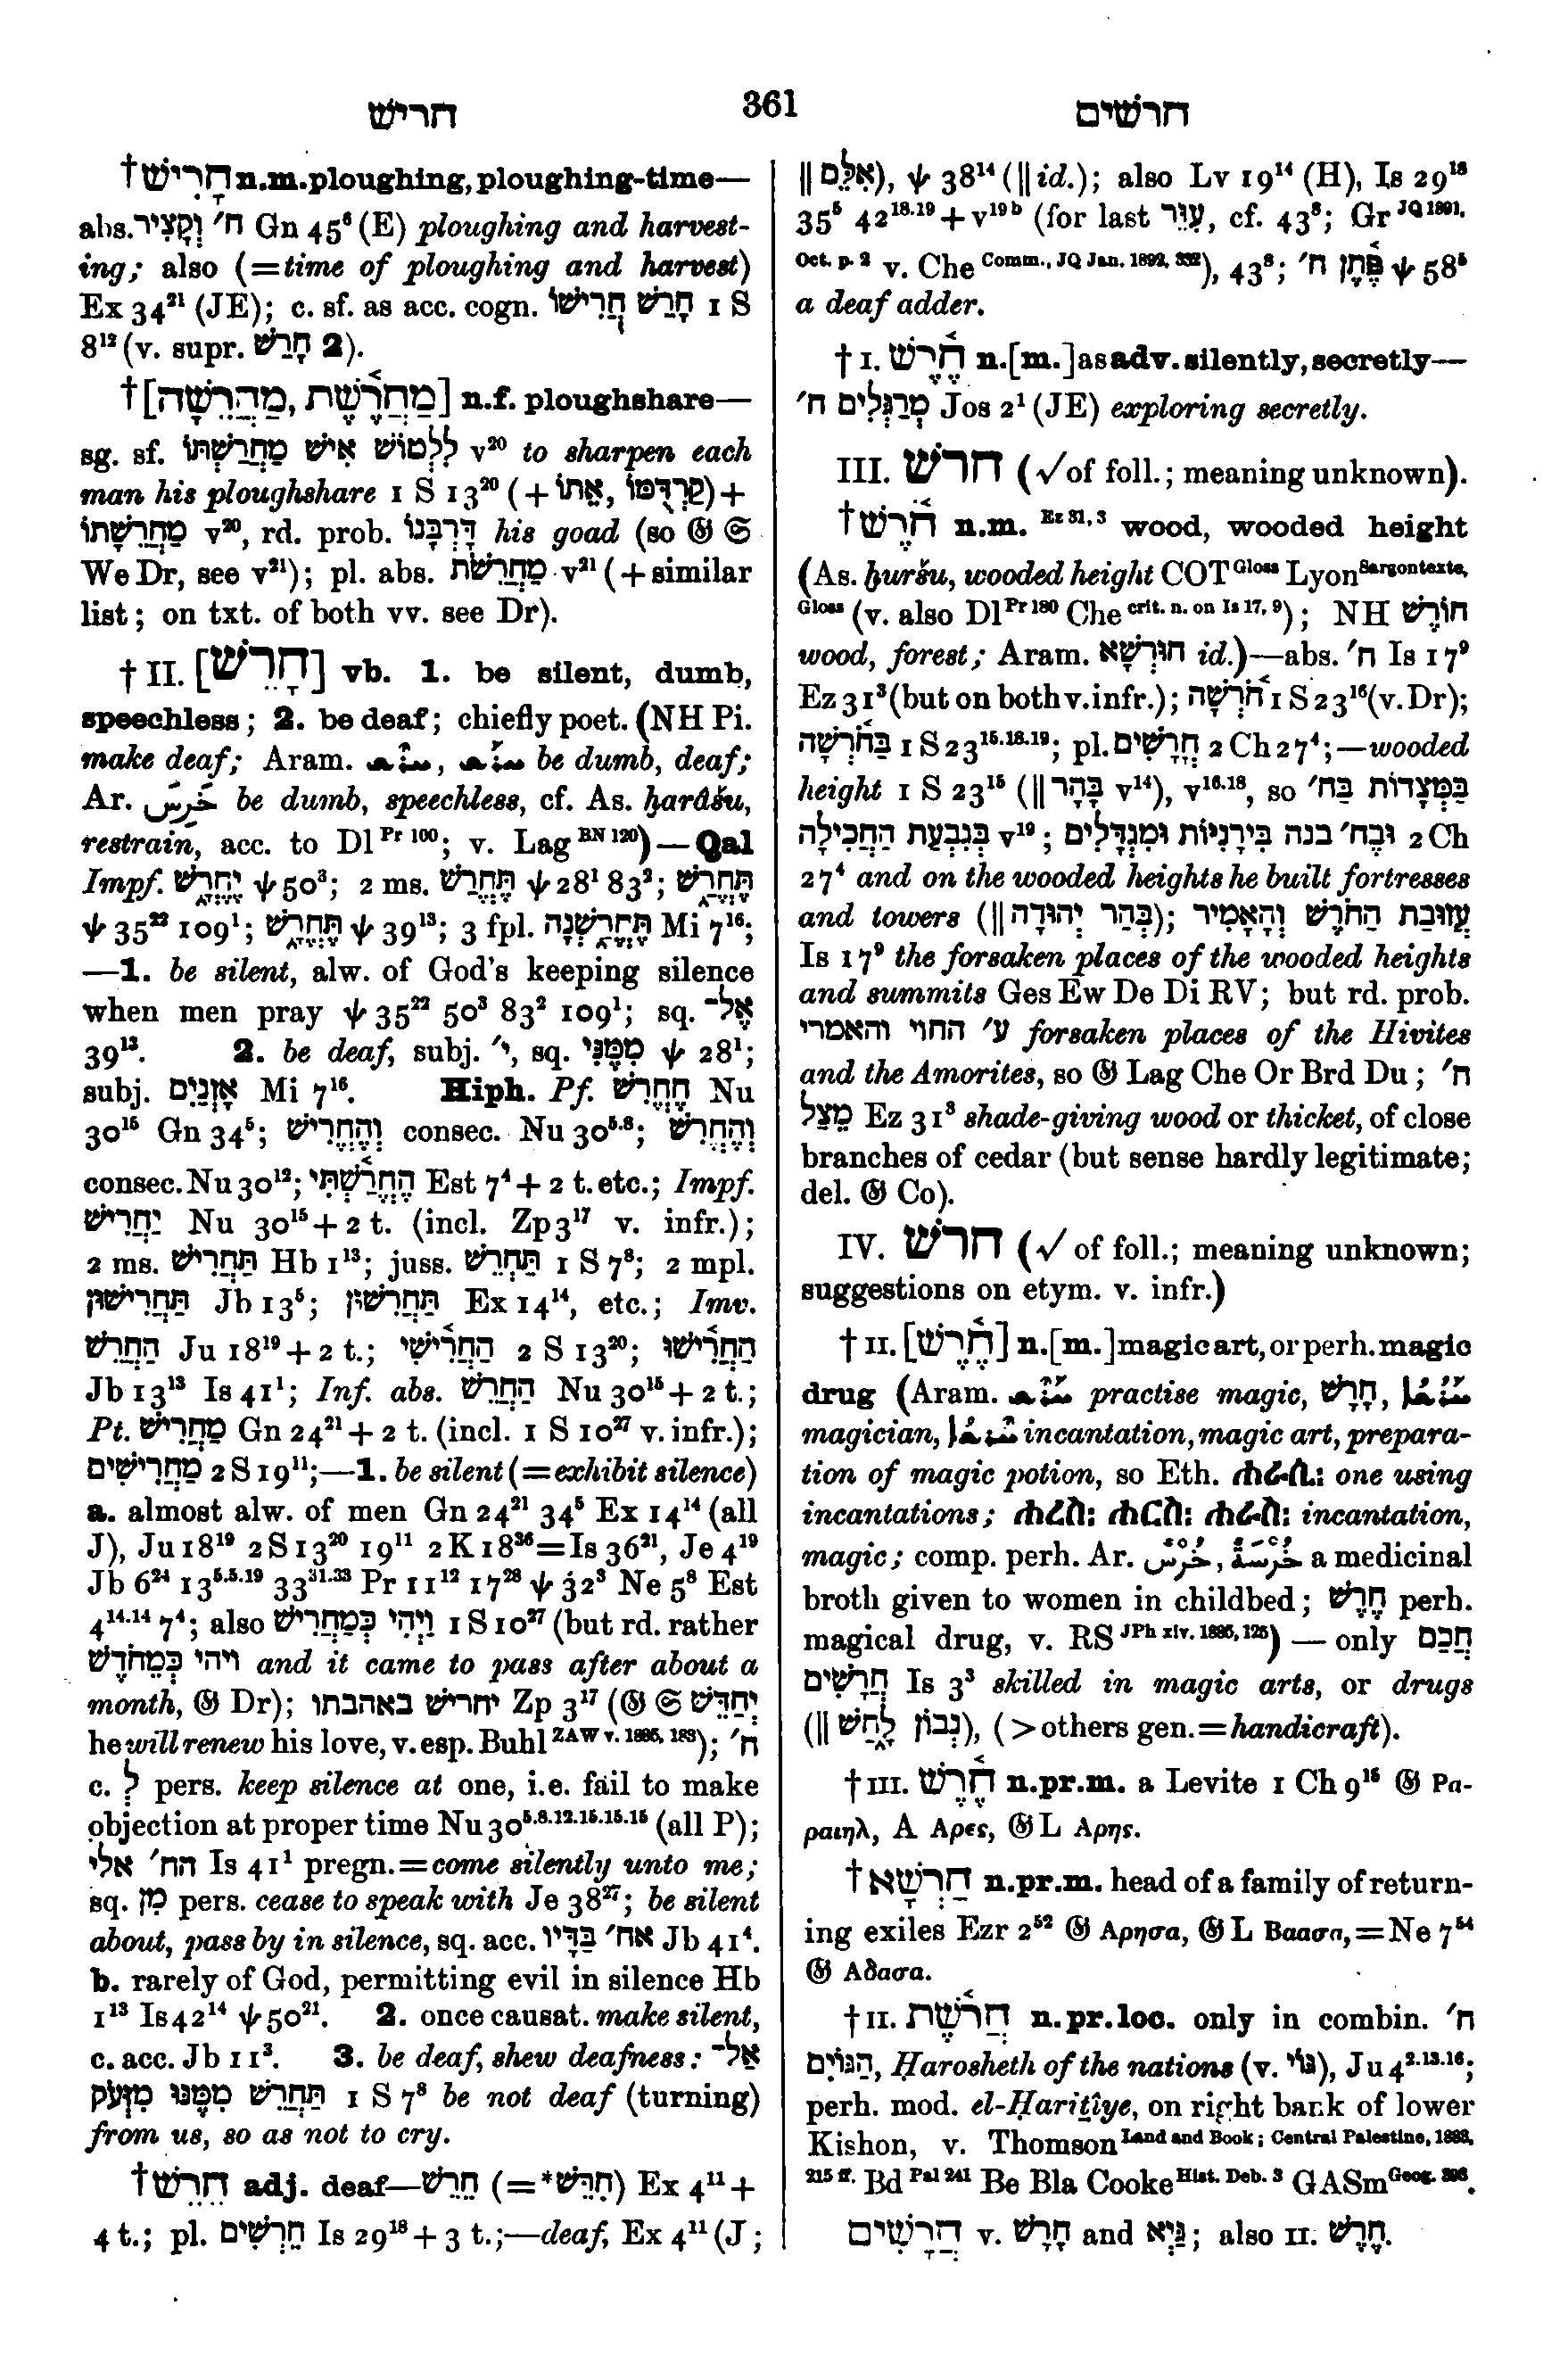 חריש
361
חרשים
†חָרִישׁ n.m. ploughing, ploughing-time—
abs. ח׳ וְקָצִיר Gn 45⁶ (E) ploughing and harvest-
ing; also (=time of ploughing and harvest)
Ex 34²¹ (JE); c. sf. as acc. cogn. חָרַשׁ חֲרִישׁוֹ 1 S
8¹² (v. supr. חָרַשׁ 2).
†[מַחֲרֶ֫שֶׁת, מַחֲרֵשָׁה] n.f. ploughshare—
sg. sf. לִלְטוֹשׁ אִישׁ מַחֲרַשְׁתּוֹ v²⁰ to sharpen each
man his ploughshare 1 S 13²⁰ (+קַרְדֻּמּוֹ, אֵתוֹ)+
מַחֲרֵשָׁתוֹ v²⁰, rd. prob. דָּרְבָּנוֹ his goad (so 𝔊 𝔖
We Dr, see v²¹); pl. abs. מַחֲרֵשֹׁת v²¹ (+similar
list; on txt. of both vv. see Dr).
†II. [חָרֵשׁ] vb. 1. be silent, dumb,
speechless; 2. be deaf; chiefly poet. (NH Pi.
make deaf; Aram. be dumb, deaf;
Ar. خَرِسَ be dumb, speechless, cf. As. ḫarâšu,
restrain, acc. to Dl Pr 100; v. Lag BN 120)—Qal
Impf. יֶחֱרַשׁ ψ 50³; 2 ms. תֶּחֱרַשׁ ψ 28¹ 83²; תֶּחֱרַשׁ
ψ 35²² 109¹; תֶּחֱרַשׁ ψ 39¹³; 3 fpl. תֶּחֱרַשְׁנָה Mi 7¹⁶;
—1. be silent, alw. of God's keeping silence
when men pray ψ 35²² 50³ 83² 109¹; sq. אֶל־
39¹³. 2. be deaf, subj. י׳, sq. מִמֶּנִּי ψ 28¹;
subj. אָזְנַיִם Mi 7¹⁶. Hiph. Pf. הֶחֱרִשׁ Nu
30¹⁵ Gn 34⁵; וְהֶחֱרִישׁ consec. Nu 30⁵·⁸; וְהֶחֱרִשׁ
consec. Nu 30¹²; הֶחֱרַ֫שְׁתִּי Est 7⁴+2 t. etc.; Impf.
יַחֲרִישׁ Nu 30¹⁵+2 t. (incl. Zp 3¹⁷ v. infr.);
2 ms. תַּחֲרִישׁ Hb 1¹³; juss. תַּחֲרֵשׁ 1 S 7⁸; 2 mpl.
תַּחֲרִישׁוּן Jb 13⁵; תַּחֲרִשׁוּן Ex 14¹⁴, etc.; Imv.
הַחֲרֵשׁ Ju 18¹⁹+2 t.; הַחֲרִ֫ישִׁי 2 S 13²⁰; הַחֲרִ֫ישׁוּ
Jb 13¹³ Is 41¹; Inf. abs. הַחֲרֵשׁ Nu 30¹⁵+2 t.;
Pt. מַחֲרִישׁ Gn 24²¹+2 t. (incl. 1 S 10²⁷ v. infr.);
מַחֲרִישִׁים 2 S 19¹¹;—1. be silent (=exhibit silence)
a. almost alw. of men Gn 24²¹ 34⁵ Ex 14¹⁴ (all
J), Ju 18¹⁹ 2 S 13²⁰ 19¹¹ 2 K 18³⁶=Is 36²¹, Je 4¹⁹
Jb 6²⁴ 13⁵·⁵·¹⁹ 33³¹·³³ Pr 11¹² 17²⁸ ψ 32³ Ne 5⁸ Est
4¹⁴·¹⁴ 7⁴; also וַיְהִי כְּמַחֲרִישׁ 1 S 10²⁷ (but rd. rather
ויהי כְּמֵחֹדֶשׁ and it came to pass after about a
month, 𝔊 Dr); יחריש באהבתו Zp 3¹⁷ (𝔊 𝔖 יְחַדֵּשׁ
he will renew his love, v. esp. Buhl ZAW v. 1885, 183); ח׳
c. לְ pers. keep silence at one, i.e. fail to make
objection at proper time Nu 30⁵·⁸·¹²·¹⁵·¹⁵·¹⁵ (all P);
הח׳ אלי Is 41¹ pregn.=come silently unto me;
sq. מִן pers. cease to speak with Je 38²⁷; be silent
about, pass by in silence, sq. acc. אח׳ בַּדָּיו Jb 41⁴.
b. rarely of God, permitting evil in silence Hb
1¹³ Is 42¹⁴ ψ 50²¹. 2. once causat. make silent,
c. acc. Jb 11³. 3. be deaf, shew deafness: אַל־
תַּחֲרֵשׁ מִמֶּנּוּ מִזְּעֹק 1 S 7⁸ be not deaf (turning)
from us, so as not to cry.
†חֵרֵשׁ adj. deaf—חֵרֵשׁ (=*חִרֵּשׁ) Ex 4¹¹+
4 t.; pl. חֵרְשִׁים Is 29¹⁸+3 t.;—deaf, Ex 4¹¹ (J;
‖ אִלֵּם), ψ 38¹⁴ (‖ id.); also Lv 19¹⁴ (H), Is 29¹⁸
35⁵ 42¹⁸·¹⁹+v¹⁹ᵇ (for last עִוֵּר, cf. 43⁸; Gr JQ 1891,
Oct. p. 2 v. Che Comm., JQ Jan. 1892, 332), 43⁸; פֶּ֫תֶן ח׳ ψ 58⁵
a deaf adder.
†I. חֶ֫רֶשׁ n.[m.] as adv. silently, secretly—
מְרַגְּלִים ח׳ Jos 2¹ (JE) exploring secretly.
III. חרשׁ (√of foll.; meaning unknown).
†חֹ֫רֶשׁ n.m. Ez 31, 3 wood, wooded height
(As. ḫuršu, wooded height COT Gloss Lyon Sargontexte,
Gloss (v. also Dl Pr 180 Che crit. n. on Is 17, 9); NH חוֹרֶשׁ
wood, forest; Aram. חוּרְשָׁא id.)—abs. ח׳ Is 17⁹
Ez 31³ (but on both v. infr.); חֹ֫רְשָׁה 1 S 23¹⁶ (v. Dr);
בַּחֹ֫רְשָׁה 1 S 23¹⁵·¹⁸·¹⁹; pl. חֳרָשִׁים 2 Ch 27⁴;—wooded
height 1 S 23¹⁵ (‖ בָּהָר v¹⁴), v¹⁶·¹⁸, so בַּמְּצָדוֹת בַּח׳
בְּגִבְעַת הַחֲכִילָה v¹⁹; וּבֶח׳ בנה בִּירָנִיּוֹת וּמִגְדָּלִים 2 Ch
27⁴ and on the wooded heights he built fortresses
and towers (‖ בְּהַר יְהוּדָה); עֲזוּבַת הַחֹרֶשׁ וְהָאָמִיר
Is 17⁹ the forsaken places of the wooded heights
and summits Ges Ew De Di RV; but rd. prob.
ע׳ החוי והאמרי forsaken places of the Hivites
and the Amorites, so 𝔊 Lag Che Or Brd Du; ח׳
מֵצַל Ez 31³ shade-giving wood or thicket, of close
branches of cedar (but sense hardly legitimate;
del. 𝔊 Co).
IV. חרשׁ (√ of foll.; meaning unknown;
suggestions on etym. v. infr.)
†II. [חֶ֫רֶשׁ] n.[m.] magic art, or perh. magic
drug (Aram. practise magic, חָרָשׁ,
magician, incantation, magic art, prepara-
tion of magic potion, so Eth. ሐራሲ፡ one using
incantations; ሐረሰ፡ ሐርሰ፡ ሐራሰ፡ incantation,
magic; comp. perh. Ar. خُرْسٌ, خُرْسَةٌ a medicinal
broth given to women in childbed; חֶרֶשׁ perh.
magical drug, v. RS JPh xiv. 1885, 125)—only חֲכַם
חֲרָשִׁים Is 3³ skilled in magic arts, or drugs
(‖ נְבוֹן לָחַשׁ), (>others gen.=handicraft).
†III. חֶ֫רֶשׁ n.pr.m. a Levite 1 Ch 9¹⁵ 𝔊 Ρα-
ραιηλ, A Αρες, 𝔊L Αρης.
†חַרְשָׁא n.pr.m. head of a family of return-
ing exiles Ezr 2⁵² 𝔊 Αρησα, 𝔊L Βαασα,=Ne 7⁵⁴
𝔊 Αδασα.
†II. חֲרֹ֫שֶׁת n.pr.loc. only in combin. ח׳
הַגּוֹיִם, Ḥarosheth of the nations (v. גּוֹי), Ju 4²·¹³·¹⁶;
perh. mod. el-Ḥariṯîye, on right bank of lower
Kishon, v. Thomson Land and Book; Central Palestine, 1883,
215 ff. Bd Pal 241 Be Bla Cooke Hist. Deb. 3 GASm Geog. 393.
חֲרָשִׁים v. חָרָשׁ and גַּיְא; also II. חֶרֶשׁ.